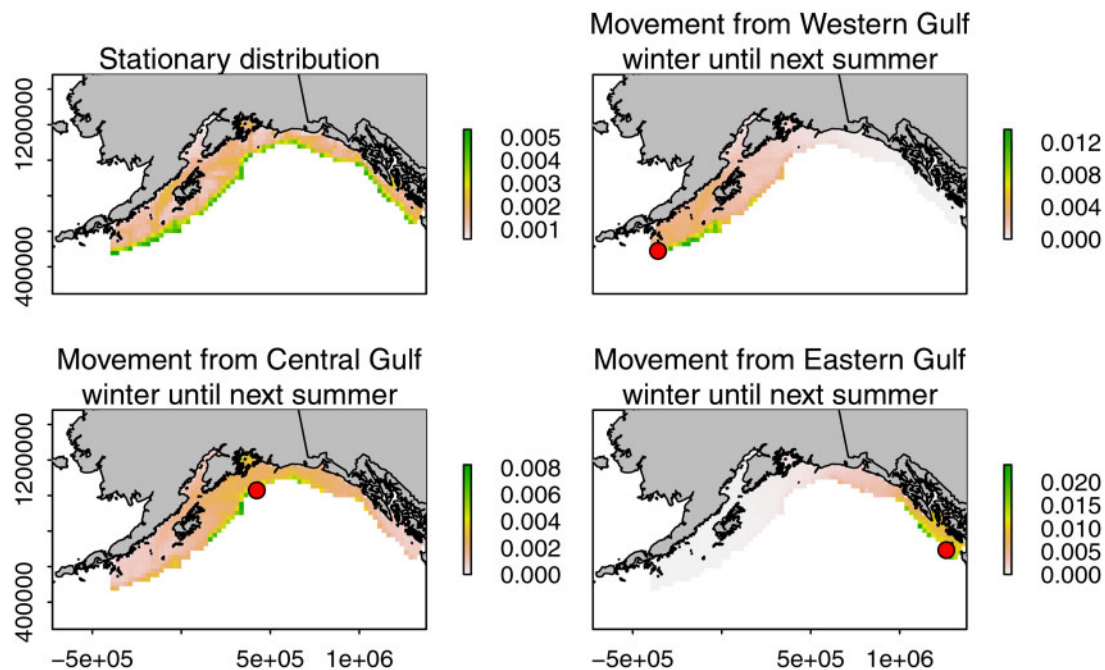 Stationary distribution
1200000
400000
0.005
0.004
0.003
0.002
0.001
Movement from Western Gulf
winter until next summer
0.012
0.008
0.004
0.000
Movement from Central Gulf
winter until next summer
1200000
400000
−5e+05
5e+05
1e+06
0.008
0.006
0.004
0.002
0.000
Movement from Eastern Gulf
winter until next summer
−5e+05
5e+05
1e+06
0.020
0.015
0.010
0.005
0.000